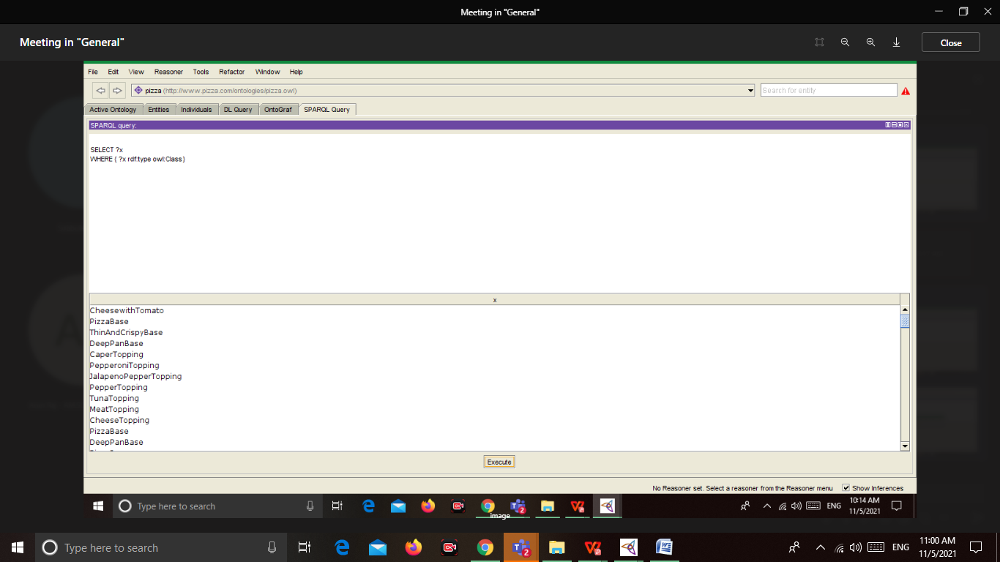 Meeting in "General"
Meeting in "General"
Close
File Edit View Reasoner Tools Refactor Window Help
pizza (http://www.pizza.com/ontologies/pizza.owl)
Search for entity
Active Ontology Entities Individuals DL Query OntoGraf SPARQL Query
SPARQL query:
SELECT ?x
WHERE { ?x rdf:type owl:Class}
x
CheesewithTomato
PizzaBase
ThinAndCrispyBase
DeepPanBase
CaperTopping
PepperoniTopping
JalapenoPepperTopping
PepperTopping
TunaTopping
MeatTopping
CheeseTopping
PizzaBase
DeepPanBase
Execute
No Reasoner set. Select a reasoner from the Reasoner menu Show Inferences
Type here to search
2
ENG
10:14 AM
11/5/2021
image
Type here to search
2
ENG
11:00 AM
11/5/2021